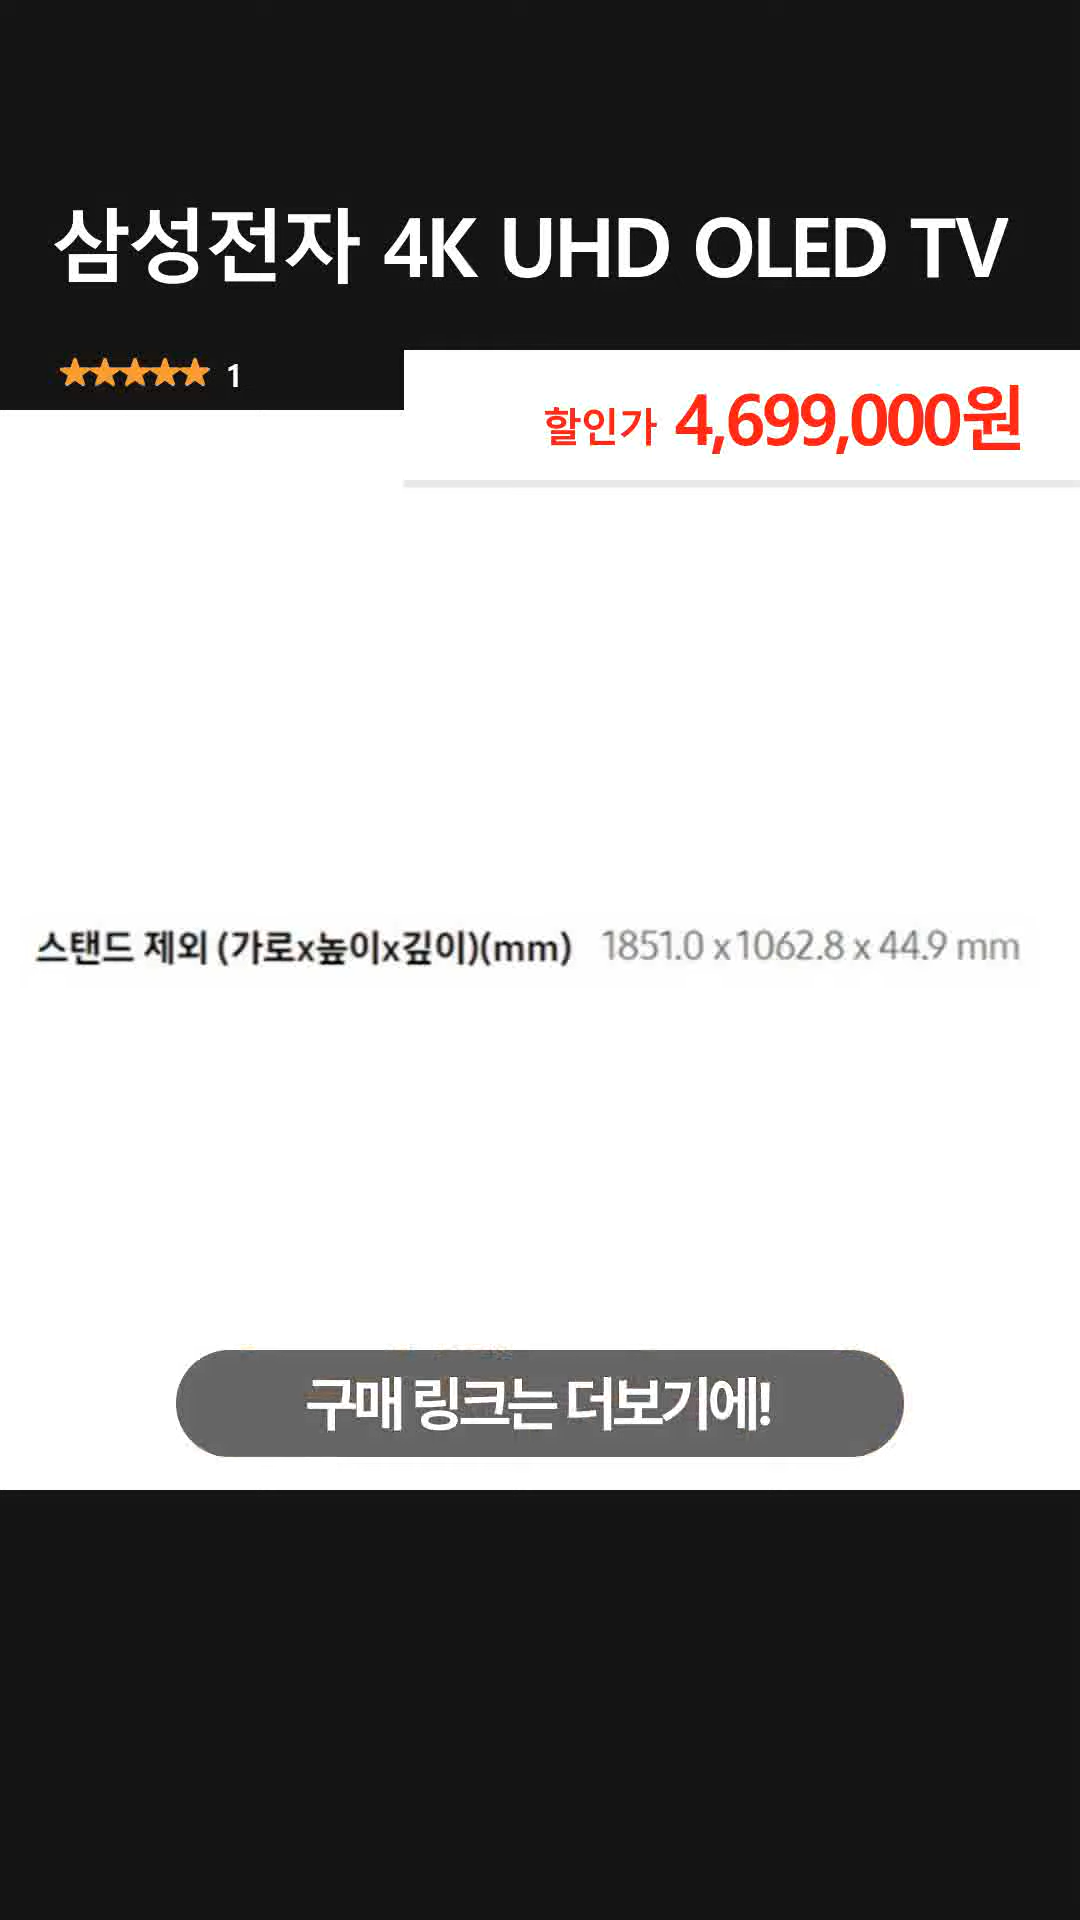 삼성전자 4K UHD OLED TV
★★★★★ 1
할인가 4,699,000원
스탠드 제외 (가로x높이x깊이)(mm) 1851.0 x 1062.8 x 44.9 mm
구매 링크는 더보기에!